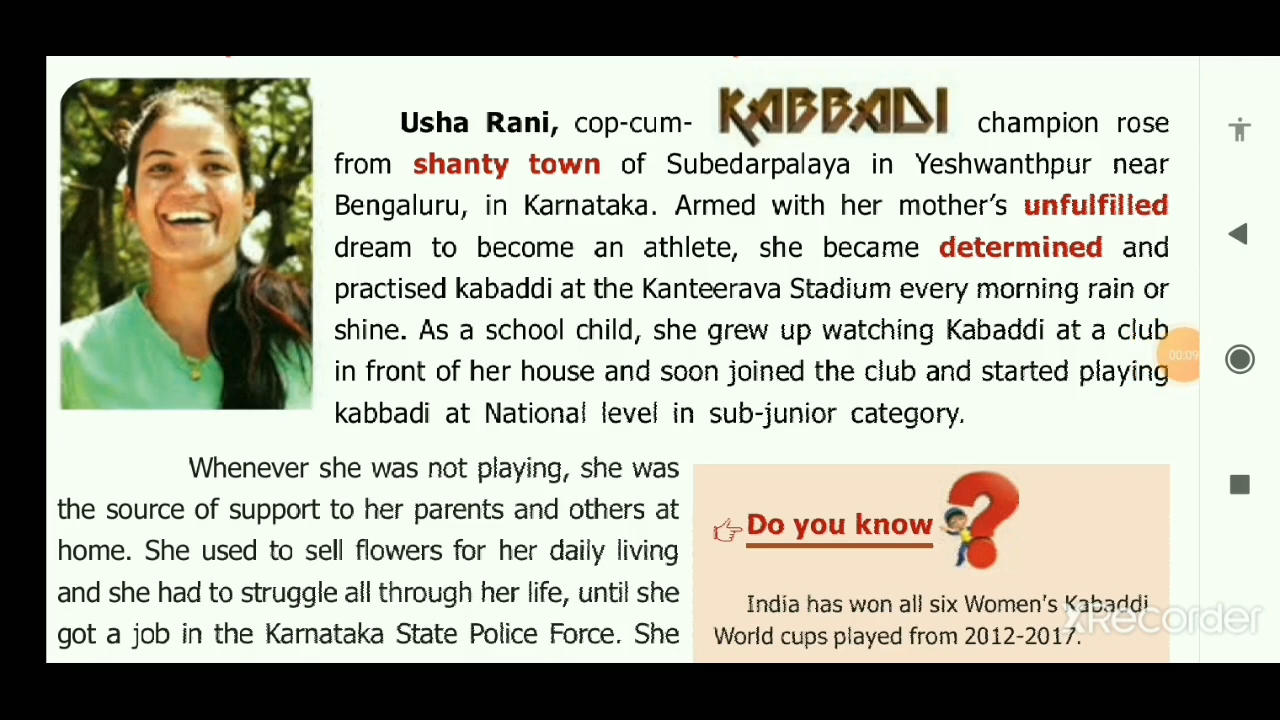 Usha Rani, cop-cum- KABBADI champion rose
from shanty town of Subedarpalaya in Yeshwanthpur near
Bengaluru, in Karnataka. Armed with her mother's unfulfilled
dream to become an athlete, she became determined and
practised kabaddi at the Kanteerava Stadium every morning rain or
shine. As a school child, she grew up watching Kabaddi at a club
in front of her house and soon joined the club and started playing
kabbadi at National level in sub-junior category.
00:09
Whenever she was not playing, she was
the source of support to her parents and others at
home. She used to sell flowers for her daily living
and she had to struggle all through her life, until she
got a job in the Karnataka State Police Force. She
Do you know
?
India has won all six Women's Kabaddi
World cups played from 2012-2017.
XRecorder